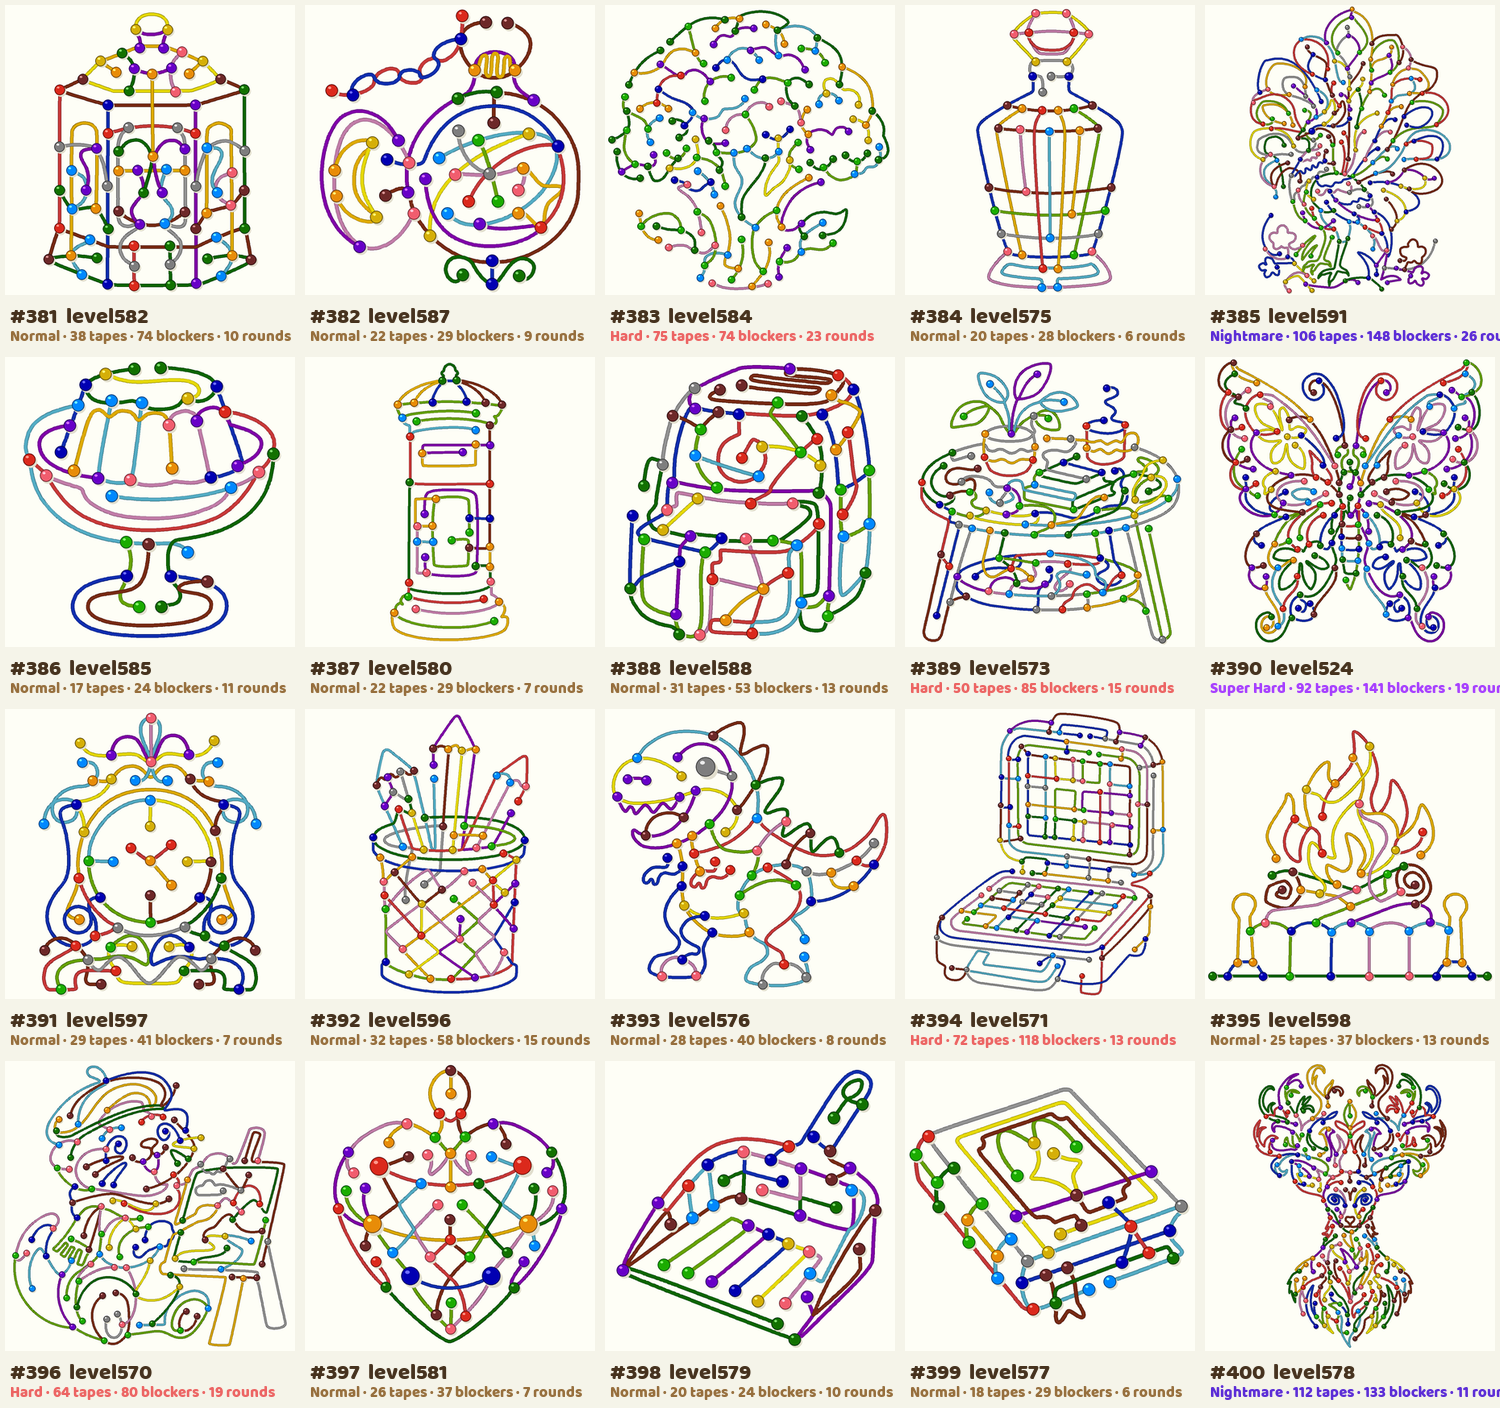 #381 level582
Normal · 38 tapes · 74 blockers · 10 rounds
#382 level587
Normal · 22 tapes · 29 blockers · 9 rounds
#383 level584
Hard · 75 tapes · 74 blockers · 23 rounds
#384 level575
Normal · 20 tapes · 28 blockers · 6 rounds
#385 level591
Nightmare · 106 tapes · 148 blockers · 26 rou
#386 level585
Normal · 17 tapes · 24 blockers · 11 rounds
#387 level580
Normal · 22 tapes · 29 blockers · 7 rounds
#388 level588
Normal · 31 tapes · 53 blockers · 13 rounds
#389 level573
Hard · 50 tapes · 85 blockers · 15 rounds
#390 level524
Super Hard · 92 tapes · 141 blockers · 19 roun
#391 level597
Normal · 29 tapes · 41 blockers · 7 rounds
#392 level596
Normal · 32 tapes · 58 blockers · 15 rounds
#393 level576
Normal · 28 tapes · 40 blockers · 8 rounds
#394 level571
Hard · 72 tapes · 118 blockers · 13 rounds
#395 level598
Normal · 25 tapes · 37 blockers · 13 rounds
#396 level570
Hard · 64 tapes · 80 blockers · 19 rounds
#397 level581
Normal · 26 tapes · 37 blockers · 7 rounds
#398 level579
Normal · 20 tapes · 24 blockers · 10 rounds
#399 level577
Normal · 18 tapes · 29 blockers · 6 rounds
#400 level578
Nightmare · 112 tapes · 133 blockers · 11 roun